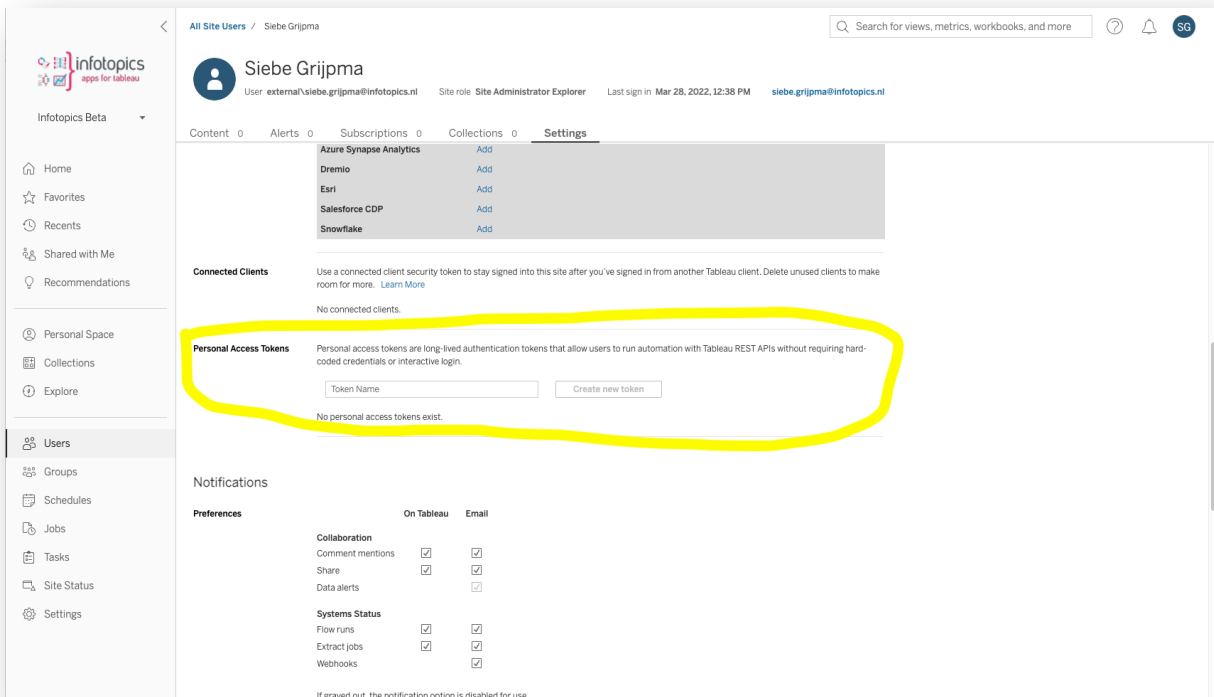 All Site Users / Siebe Grijpma
Search for views, metrics, workbooks, and more
SG
infotopics
apps for tableau
Infotopics Beta
Home
Favorites
Recents
Shared with Me
Recommendations
Personal Space
Collections
Explore
Users
Groups
Schedules
Jobs
Tasks
Site Status
Settings
Siebe Grijpma
User external\siebe.grijpma@infotopics.nl Site role Site Administrator Explorer Last sign in Mar 28, 2022, 12:38 PM siebe.grijpma@infotopics.nl
Content 0 Alerts 0 Subscriptions 0 Collections 0 Settings
Azure Synapse Analytics Add
Dremio Add
Esri Add
Salesforce CDP Add
Snowflake Add
Connected Clients
Use a connected client security token to stay signed into this site after you've signed in from another Tableau client. Delete unused clients to make
room for more. Learn More
No connected clients.
Personal Access Tokens
Personal access tokens are long-lived authentication tokens that allow users to run automation with Tableau REST APIs without requiring hard-
coded credentials or interactive login.
Token Name Create new token
No personal access tokens exist.
Notifications
Preferences On Tableau Email
Collaboration
Comment mentions
Share
Data alerts
Systems Status
Flow runs
Extract jobs
Webhooks
If grayed out, the notification option is disabled for use